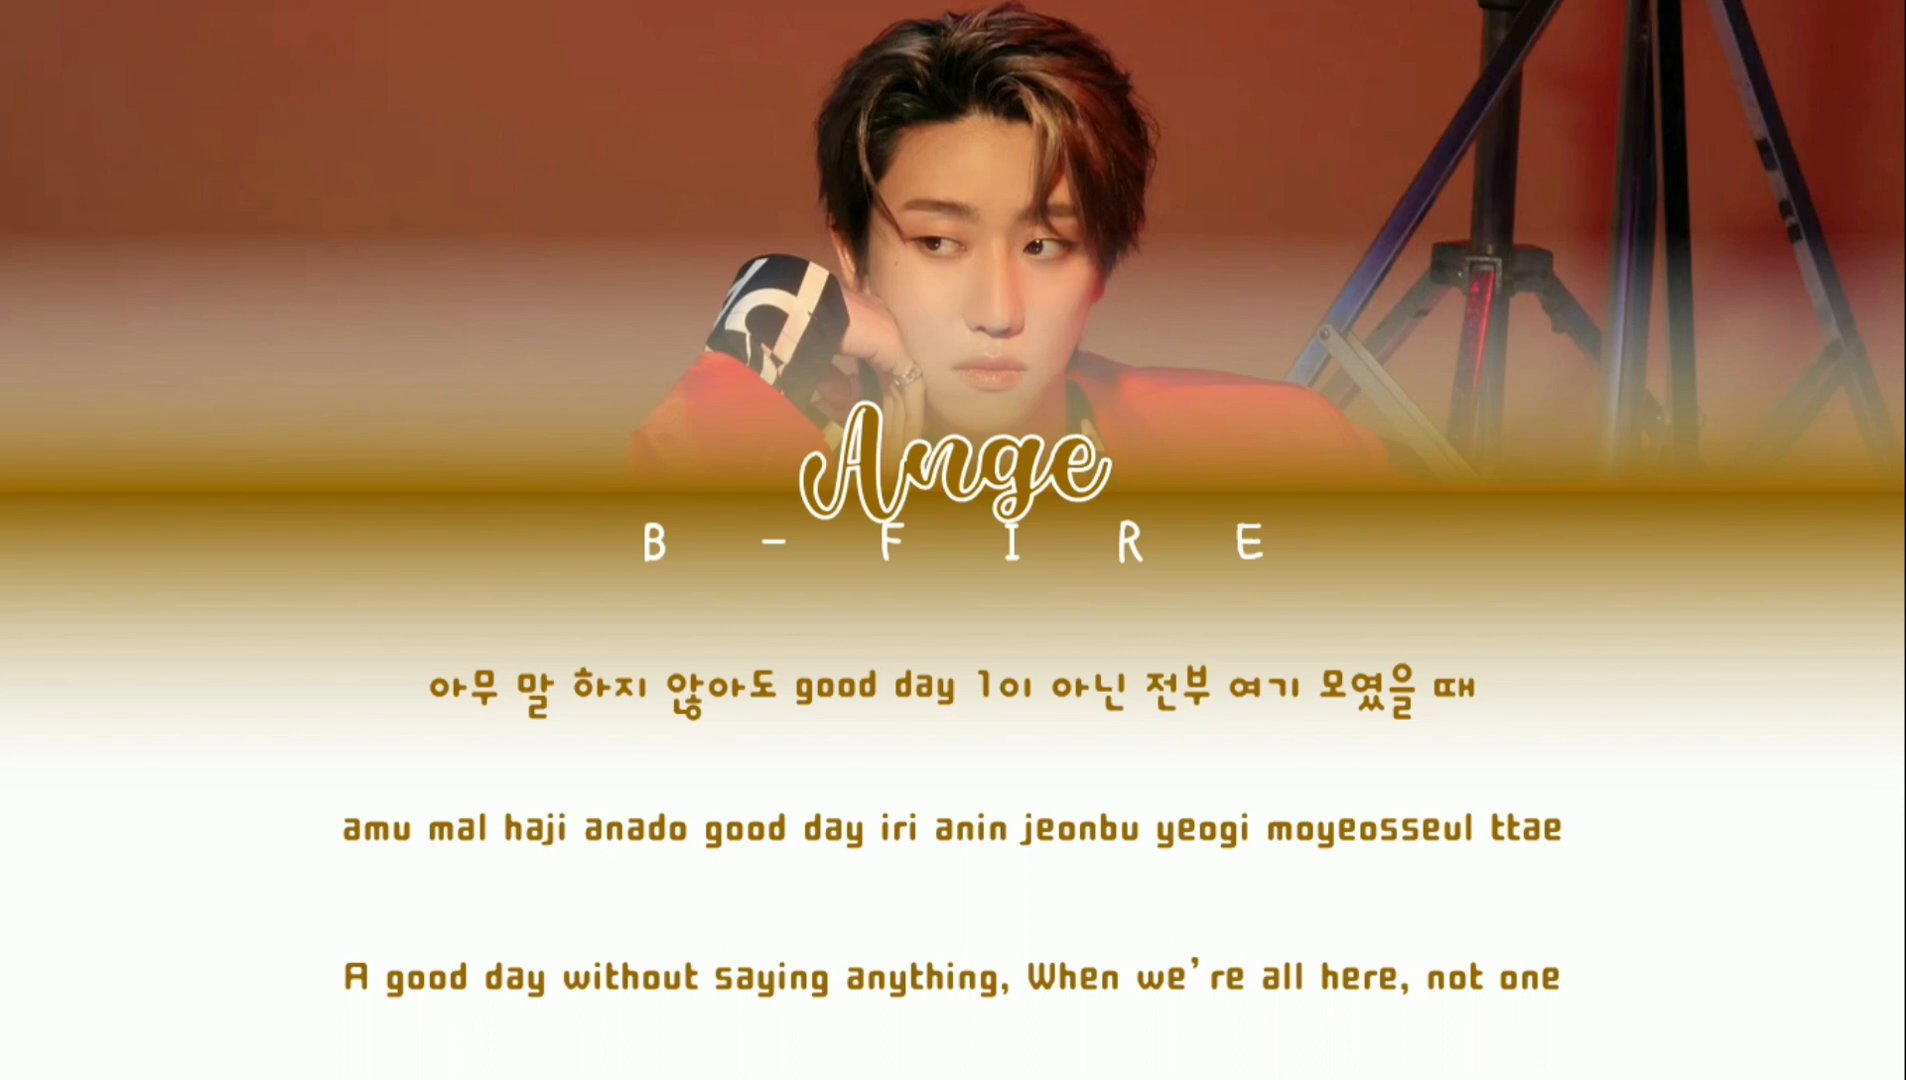 Ange
B - F I R E
아무 말 하지 않아도 good day 1이 아닌 전부 여기 모였을 때
amu mal haji anado good day iri anin jeonbu yeogi moyeosseul ttae
A good day without saying anything, When we're all here, not one